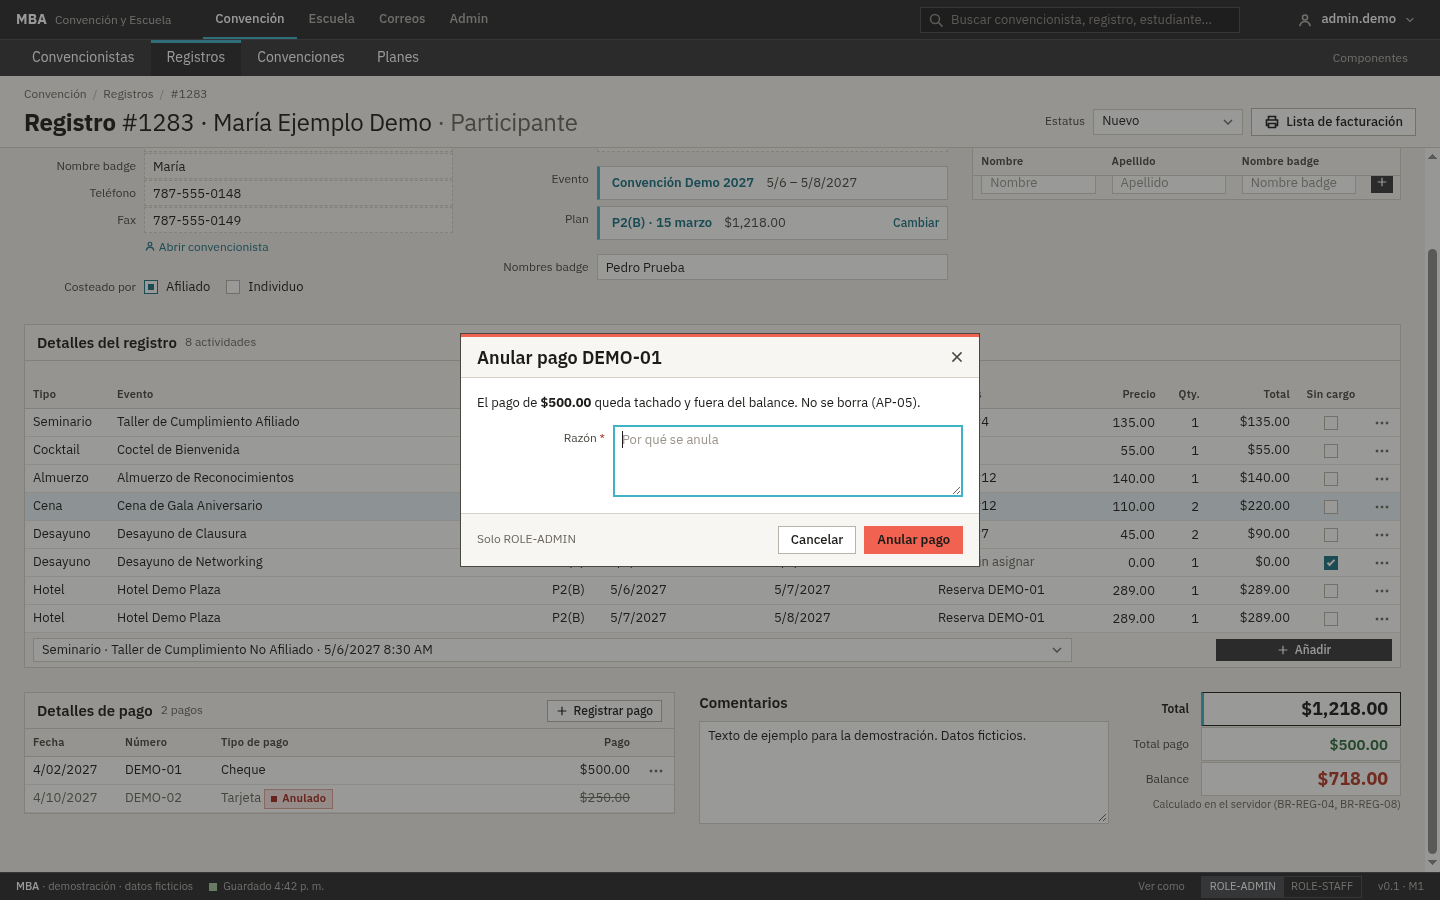 MBA Convención y Escuela Convención Escuela Correos Admin Buscar convencionista, registro, estudiante... admin.demo
Convencionistas Registros Convenciones Planes Componentes
Convención / Registros / #1283
Registro #1283 · María Ejemplo Demo · Participante Estatus Nuevo Lista de facturación
Nombre badge María
Teléfono 787-555-0148
Fax 787-555-0149
Abrir convencionista
Costeado por Afiliado Individuo
Evento Convención Demo 2027 5/6 – 5/8/2027
Plan P2(B) · 15 marzo $1,218.00 Cambiar
Nombres badge Pedro Prueba
Nombre Apellido Nombre badge
Nombre Apellido Nombre badge +
Detalles del registro 8 actividades
Tipo Evento Precio Qty. Total Sin cargo
Seminario Taller de Cumplimiento Afiliado 4 135.00 1 $135.00
Cocktail Coctel de Bienvenida 55.00 1 $55.00
Almuerzo Almuerzo de Reconocimientos 12 140.00 1 $140.00
Cena Cena de Gala Aniversario 12 110.00 2 $220.00
Desayuno Desayuno de Clausura 7 45.00 2 $90.00
Desayuno Desayuno de Networking in asignar 0.00 1 $0.00
Hotel Hotel Demo Plaza P2(B) 5/6/2027 5/7/2027 Reserva DEMO-01 289.00 1 $289.00
Hotel Hotel Demo Plaza P2(B) 5/7/2027 5/8/2027 Reserva DEMO-01 289.00 1 $289.00
Seminario · Taller de Cumplimiento No Afiliado · 5/6/2027 8:30 AM + Añadir
Anular pago DEMO-01
El pago de $500.00 queda tachado y fuera del balance. No se borra (AP-05).
Razón * Por qué se anula
Solo ROLE-ADMIN Cancelar Anular pago
Detalles de pago 2 pagos + Registrar pago
Fecha Número Tipo de pago Pago
4/02/2027 DEMO-01 Cheque $500.00
4/10/2027 DEMO-02 Tarjeta Anulado $250.00
Comentarios
Texto de ejemplo para la demostración. Datos ficticios.
Total $1,218.00
Total pago $500.00
Balance $718.00
Calculado en el servidor (BR-REG-04, BR-REG-08)
MBA · demostración · datos ficticios Guardado 4:42 p. m. Ver como ROLE-ADMIN ROLE-STAFF v0.1 · M1